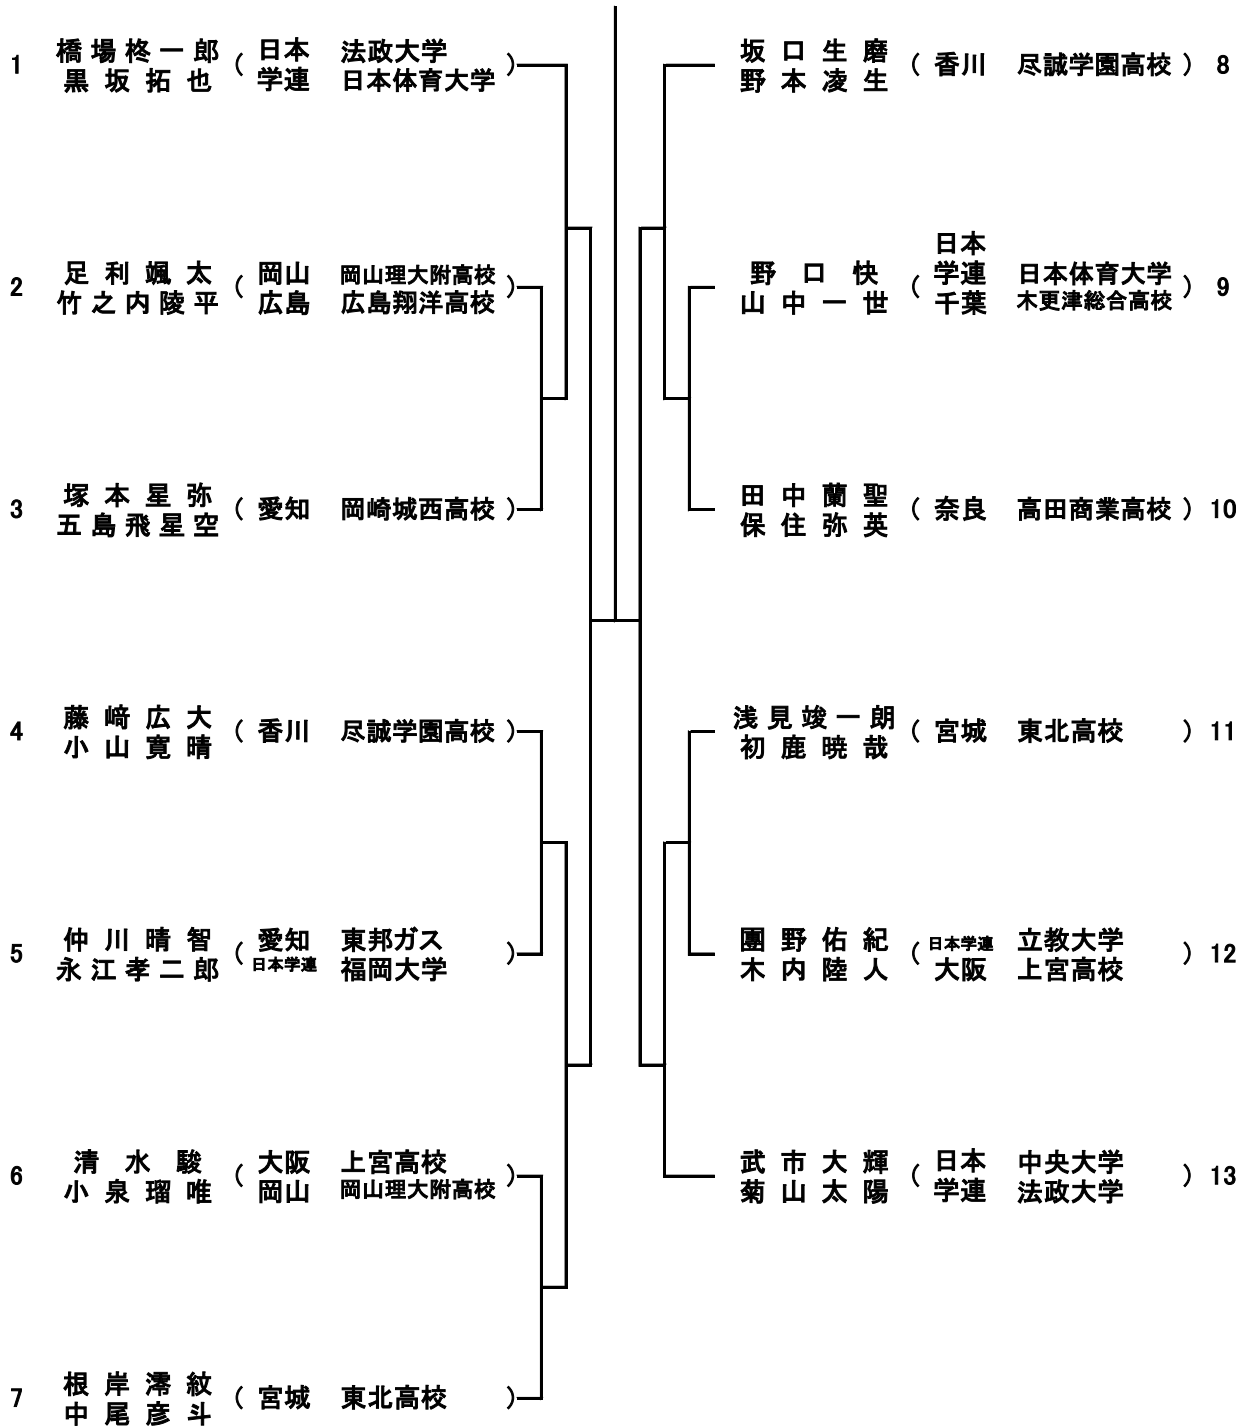 1 橋場柊一郎 ( 日本 法政大学 )
黒坂拓也 学連 日本体育大学
2 足利颯太 ( 岡山 岡山理大附高校 )
竹之内陵平 広島 広島翔洋高校
3 塚本星弥 ( 愛知 岡崎城西高校 )
五島飛星空
4 藤﨑広大 ( 香川 尽誠学園高校 )
小山寛晴
5 仲川晴智 ( 愛知 東邦ガス )
永江孝二郎 日本学連 福岡大学
6 清水駿 ( 大阪 上宮高校 )
小泉瑠唯 岡山 岡山理大附高校
7 根岸澪紋 ( 宮城 東北高校 )
中尾彦斗
坂口生磨 ( 香川 尽誠学園高校 ) 8
野本凌生
日本
野口快 ( 学連 日本体育大学 ) 9
山中一世 千葉 木更津総合高校
田中蘭聖 ( 奈良 高田商業高校 ) 10
保住弥英
浅見竣一朗 ( 宮城 東北高校 ) 11
初鹿暁哉
團野佑紀 ( 日本学連 立教大学 ) 12
木内陸人 大阪 上宮高校
武市大輝 ( 日本 中央大学 ) 13
菊山太陽 学連 法政大学